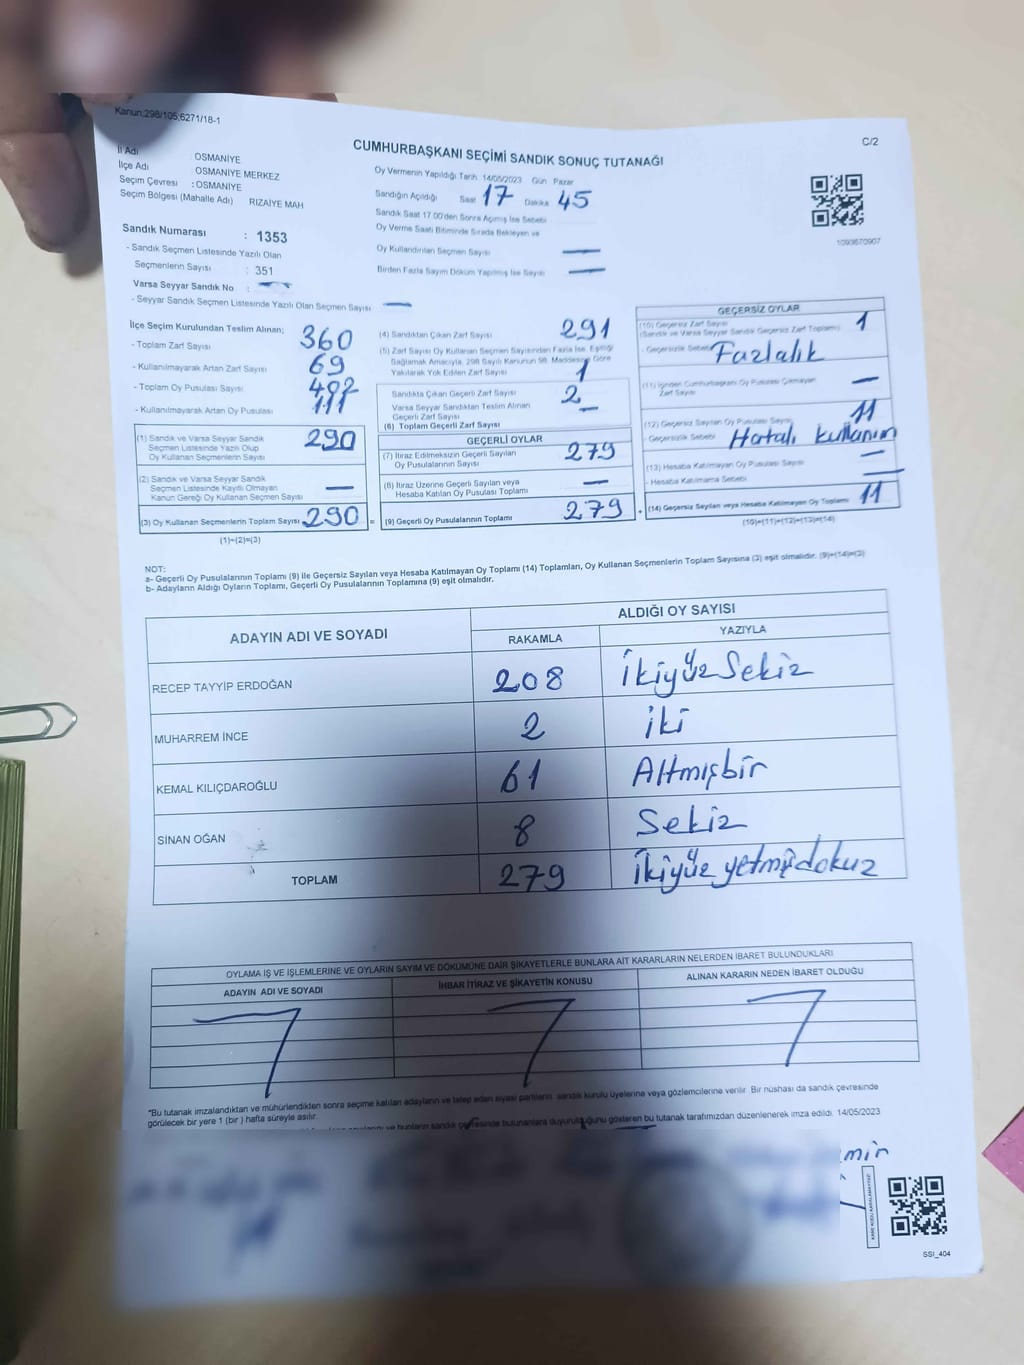 Kanun:298/105;6271/18-1
C/2
CUMHURBAŞKANI SEÇİMİ SANDIK SONUÇ TUTANAĞI
İl Adı OSMANİYE
İlçe Adı OSMANİYE MERKEZ
Seçim Çevresi : OSMANİYE
Seçim Bölgesi (Mahalle Adı) RIZAİYE MAH
Oy Vermenin Yapıldığı Tarih 14/05/2023 Gün Pazar
Sandığın Açıldığı Saat 17 Dakika 45
Sandık Saat 17.00'den Sonra Açılmış İse Sebebi
Oy Verme Saati Bitiminde Sırada Bekleyen ve
Oy Kullandırılan Seçmen Sayısı —
Birden Fazla Sayım Döküm Yapılmış İse Sayısı —
1090670907
Sandık Numarası : 1353
- Sandık Seçmen Listesinde Yazılı Olan
Seçmenlerin Sayısı : 351
Varsa Seyyar Sandık No : —
- Seyyar Sandık Seçmen Listesinde Yazılı Olan Seçmen Sayısı —
İlçe Seçim Kurulundan Teslim Alınan;
- Toplam Zarf Sayısı 360
- Kullanılmayarak Artan Zarf Sayısı 69
- Toplam Oy Pusulası Sayısı
- Kullanılmayarak Artan Oy Pusulası 111
(1) Sandık ve Varsa Seyyar Sandık
Seçmen Listesinde Yazılı Olup
Oy Kullanan Seçmenlerin Sayısı 290
(2) Sandık ve Varsa Seyyar Sandık
Seçmen Listesinde Kayıtlı Olmayan
Kanun Gereği Oy Kullanan Seçmen Sayısı —
(3) Oy Kullanan Seçmenlerin Toplam Sayısı 290 =
(1)+(2)=(3)
(4) Sandıktan Çıkan Zarf Sayısı 291
(5) Zarf Sayısı Oy Kullanan Seçmen Sayısından Fazla İse, Eşitliği
Sağlamak Amacıyla, 298 Sayılı Kanunun 98. Maddesine Göre
Yakılarak Yok Edilen Zarf Sayısı 1
Sandıkta Çıkan Geçerli Zarf Sayısı 2
Varsa Seyyar Sandıktan Teslim Alınan
Geçerli Zarf Sayısı —
(6) Toplam Geçerli Zarf Sayısı
GEÇERLİ OYLAR
(7) İtiraz Edilmeksizin Geçerli Sayılan
Oy Pusulalarının Sayısı 279
(8) İtiraz Üzerine Geçerli Sayılan veya
Hesaba Katılan Oy Pusulası Toplamı —
(9) Geçerli Oy Pusulalarının Toplamı 279 +
GEÇERSİZ OYLAR
(10) Geçersiz Zarf Sayısı
(Sandık ve Varsa Seyyar Sandık Geçersiz Zarf Toplamı) 1
- Geçersizlik Sebebi Fazlalık
(11) İçinden Cumhurbaşkanı Oy Pusulası Çıkmayan
Zarf Sayısı —
(12) Geçersiz Sayılan Oy Pusulası Sayısı 11
- Geçersizlik Sebebi Hatalı kullanım
(13) Hesaba Katılmayan Oy Pusulası Sayısı —
- Hesaba Katılmama Sebebi —
(14) Geçersiz Sayılan veya Hesaba Katılmayan Oy Toplamı 11
(10)+(11)+(12)+(13)=(14)
NOT:
a- Geçerli Oy Pusulalarının Toplamı (9) ile Geçersiz Sayılan veya Hesaba Katılmayan Oy Toplamı (14) Toplamları, Oy Kullanan Seçmenlerin Toplam Sayısına (3) eşit olmalıdır. (9)+(14)=(3)
b- Adayların Aldığı Oyların Toplamı, Geçerli Oy Pusulalarının Toplamına (9) eşit olmalıdır.
ADAYIN ADI VE SOYADI ALDIĞI OY SAYISI
RAKAMLA YAZIYLA
RECEP TAYYİP ERDOĞAN 208 İkiyüzSekiz
MUHARREM İNCE 2 iki
KEMAL KILIÇDAROĞLU 61 Altmışbir
SİNAN OĞAN 8 Sekiz
TOPLAM 279 İkiyüz yetmişdokuz
OYLAMA İŞ VE İŞLEMLERİNE VE OYLARIN SAYIM VE DÖKÜMÜNE DAİR ŞİKAYETLERLE BUNLARA AİT KARARLARIN NELERDEN İBARET BULUNDUKLARI
ADAYIN ADI VE SOYADI İHBAR İTİRAZ VE ŞİKAYETİN KONUSU ALINAN KARARIN NEDEN İBARET OLDUĞU
*Bu tutanak imzalandıktan ve mühürlendikten sonra seçime katılan adayların ve talep eden siyasi partilerin sandık kurulu üyelerine veya gözlemcilerine verilir. Bir nüshası da sandık çevresinde
görülecek bir yere 1 (bir) hafta süreyle asılır.
ve bunların sandık çevresinde bulunanlara duyurulduğunu gösteren bu tutanak tarafımızdan düzenlenerek imza edildi. 14/05/2023
SSI_404